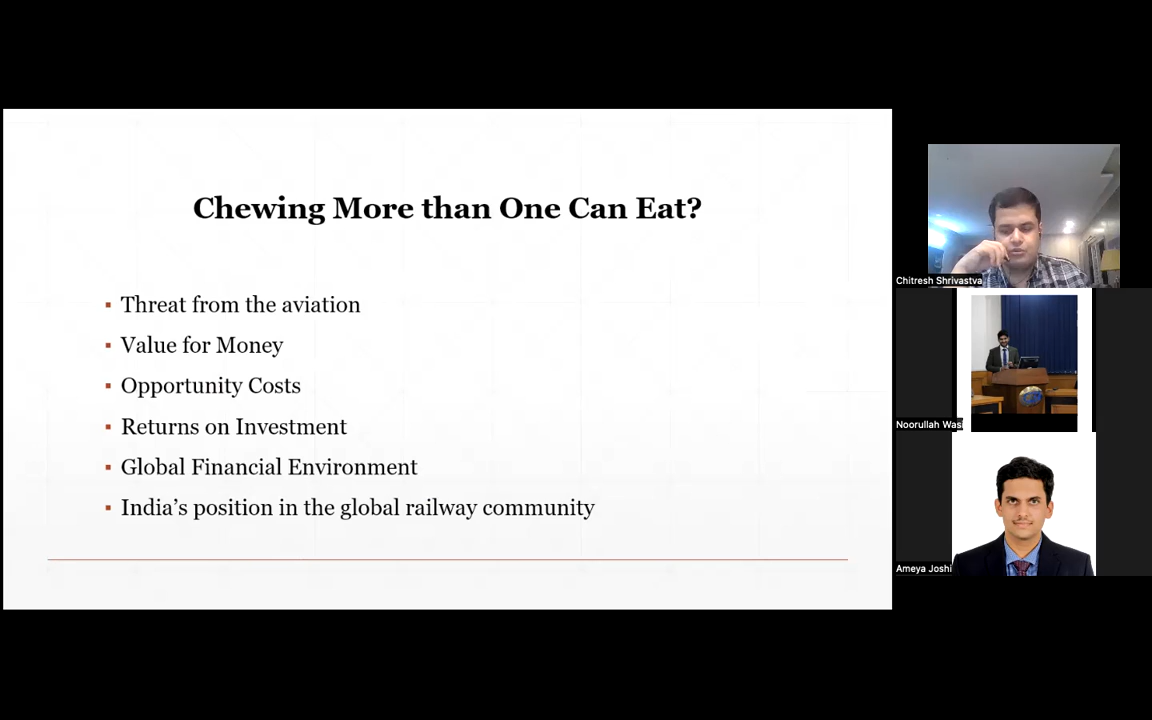 Chewing More than One Can Eat?
▪ Threat from the aviation
▪ Value for Money
▪ Opportunity Costs
▪ Returns on Investment
▪ Global Financial Environment
▪ India’s position in the global railway community
Chitresh Shrivastva
Noorullah Wasi
Ameya Joshi